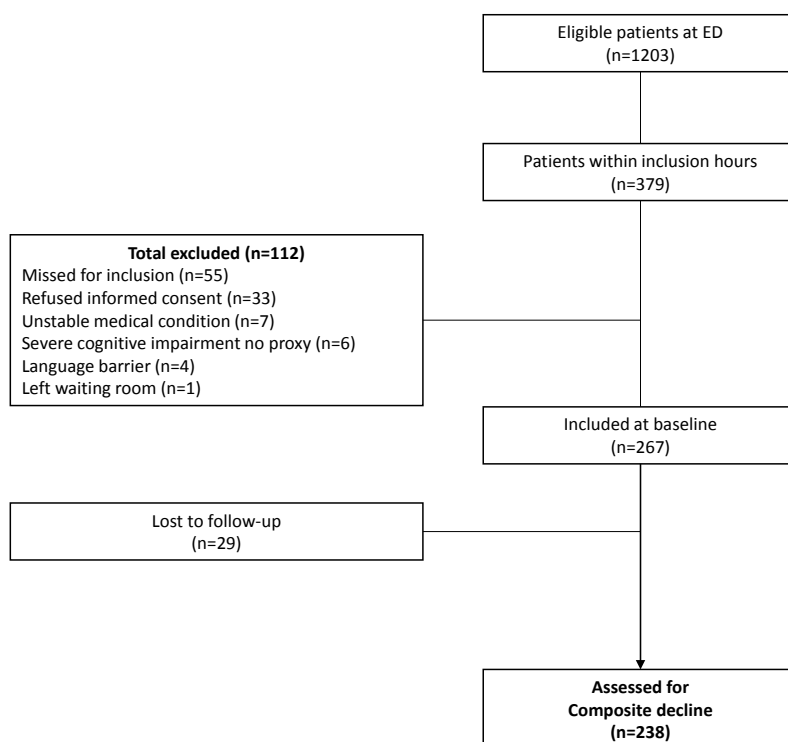 Eligible patients at ED
(n=1203)
Patients within inclusion hours
(n=379)
Total excluded (n=112)
Missed for inclusion (n=55)
Refused informed consent (n=33)
Unstable medical condition (n=7)
Severe cognitive impairment no proxy (n=6)
Language barrier (n=4)
Left waiting room (n=1)
Included at baseline
(n=267)
Lost to follow-up
(n=29)
Assessed for
Composite decline
(n=238)